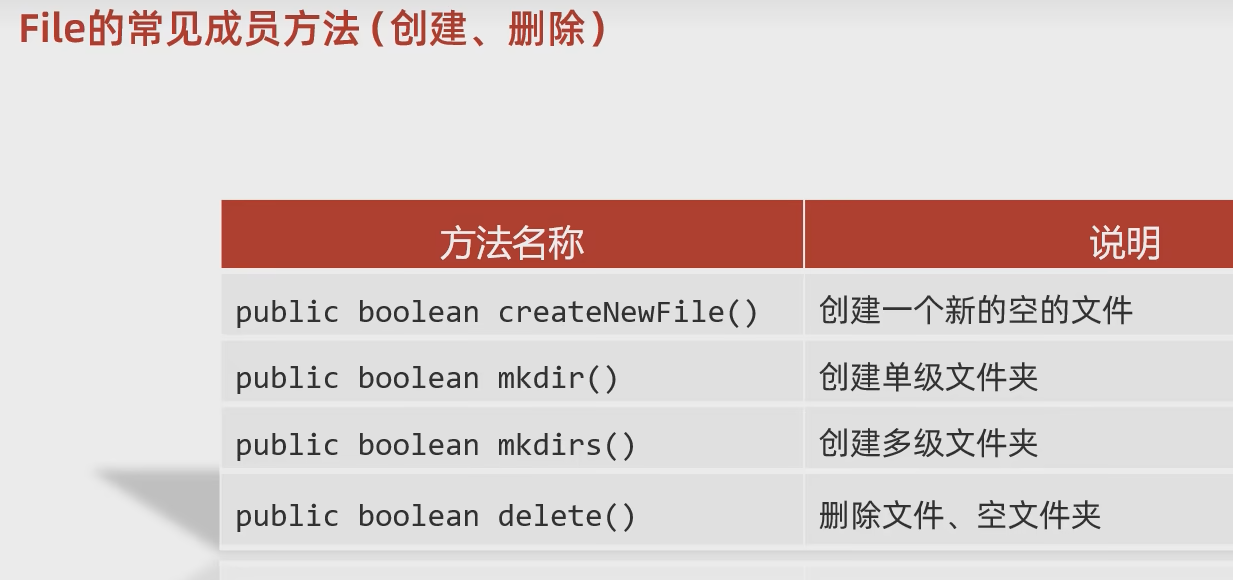 File的常见成员方法(创建、删除)
方法名称 说明
public boolean createNewFile() 创建一个新的空的文件
public boolean mkdir() 创建单级文件夹
public boolean mkdirs() 创建多级文件夹
public boolean delete() 删除文件、空文件夹